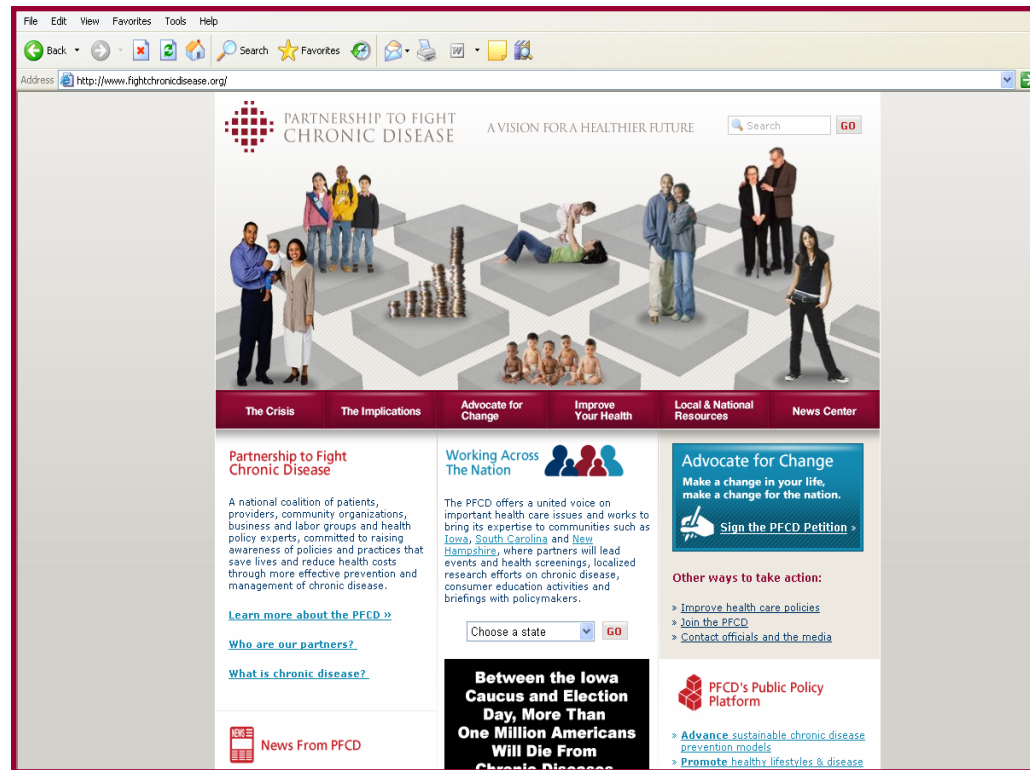 File Edit View Favorites Tools Help
Back Search Favorites
Address http://www.fightchronicdisease.org/
PARTNERSHIP TO FIGHT
CHRONIC DISEASE
A VISION FOR A HEALTHIER FUTURE
Search GO
The Crisis
The Implications
Advocate for
Change
Improve
Your Health
Local & National
Resources
News Center
Partnership to Fight
Chronic Disease
A national coalition of patients,
providers, community organizations,
business and labor groups and health
policy experts, committed to raising
awareness of policies and practices that
save lives and reduce health costs
through more effective prevention and
management of chronic disease.
Learn more about the PFCD »
Who are our partners?
What is chronic disease?
NEWS
News From PFCD
Working Across
The Nation
The PFCD offers a united voice on
important health care issues and works to
bring its expertise to communities such as
Iowa, South Carolina and New
Hampshire, where partners will lead
events and health screenings, localized
research efforts on chronic disease,
consumer education activities and
briefings with policymakers.
Choose a state GO
Between the Iowa
Caucus and Election
Day, More Than
One Million Americans
Will Die From
Chronic Diseases
Advocate for Change
Make a change in your life,
make a change for the nation.
Sign the PFCD Petition »
Other ways to take action:
» Improve health care policies
» Join the PFCD
» Contact officials and the media
PFCD's Public Policy
Platform
» Advance sustainable chronic disease
prevention models
» Promote healthy lifestyles & disease